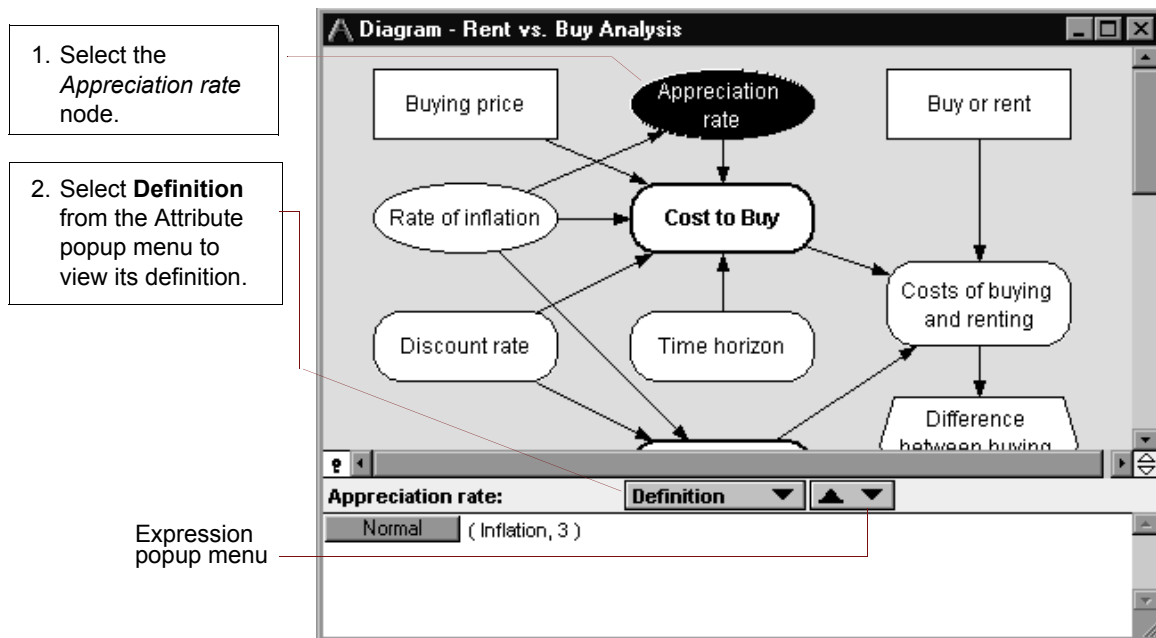 1. Select the
Appreciation rate
node.
2. Select Definition
from the Attribute
popup menu to
view its definition.
Expression
popup menu
Diagram - Rent vs. Buy Analysis
Buying price
Appreciation
rate
Buy or rent
Rate of inflation
Cost to Buy
Costs of buying
and renting
Discount rate
Time horizon
Difference
between buying
?
Appreciation rate:
Definition
Normal ( Inflation, 3 )